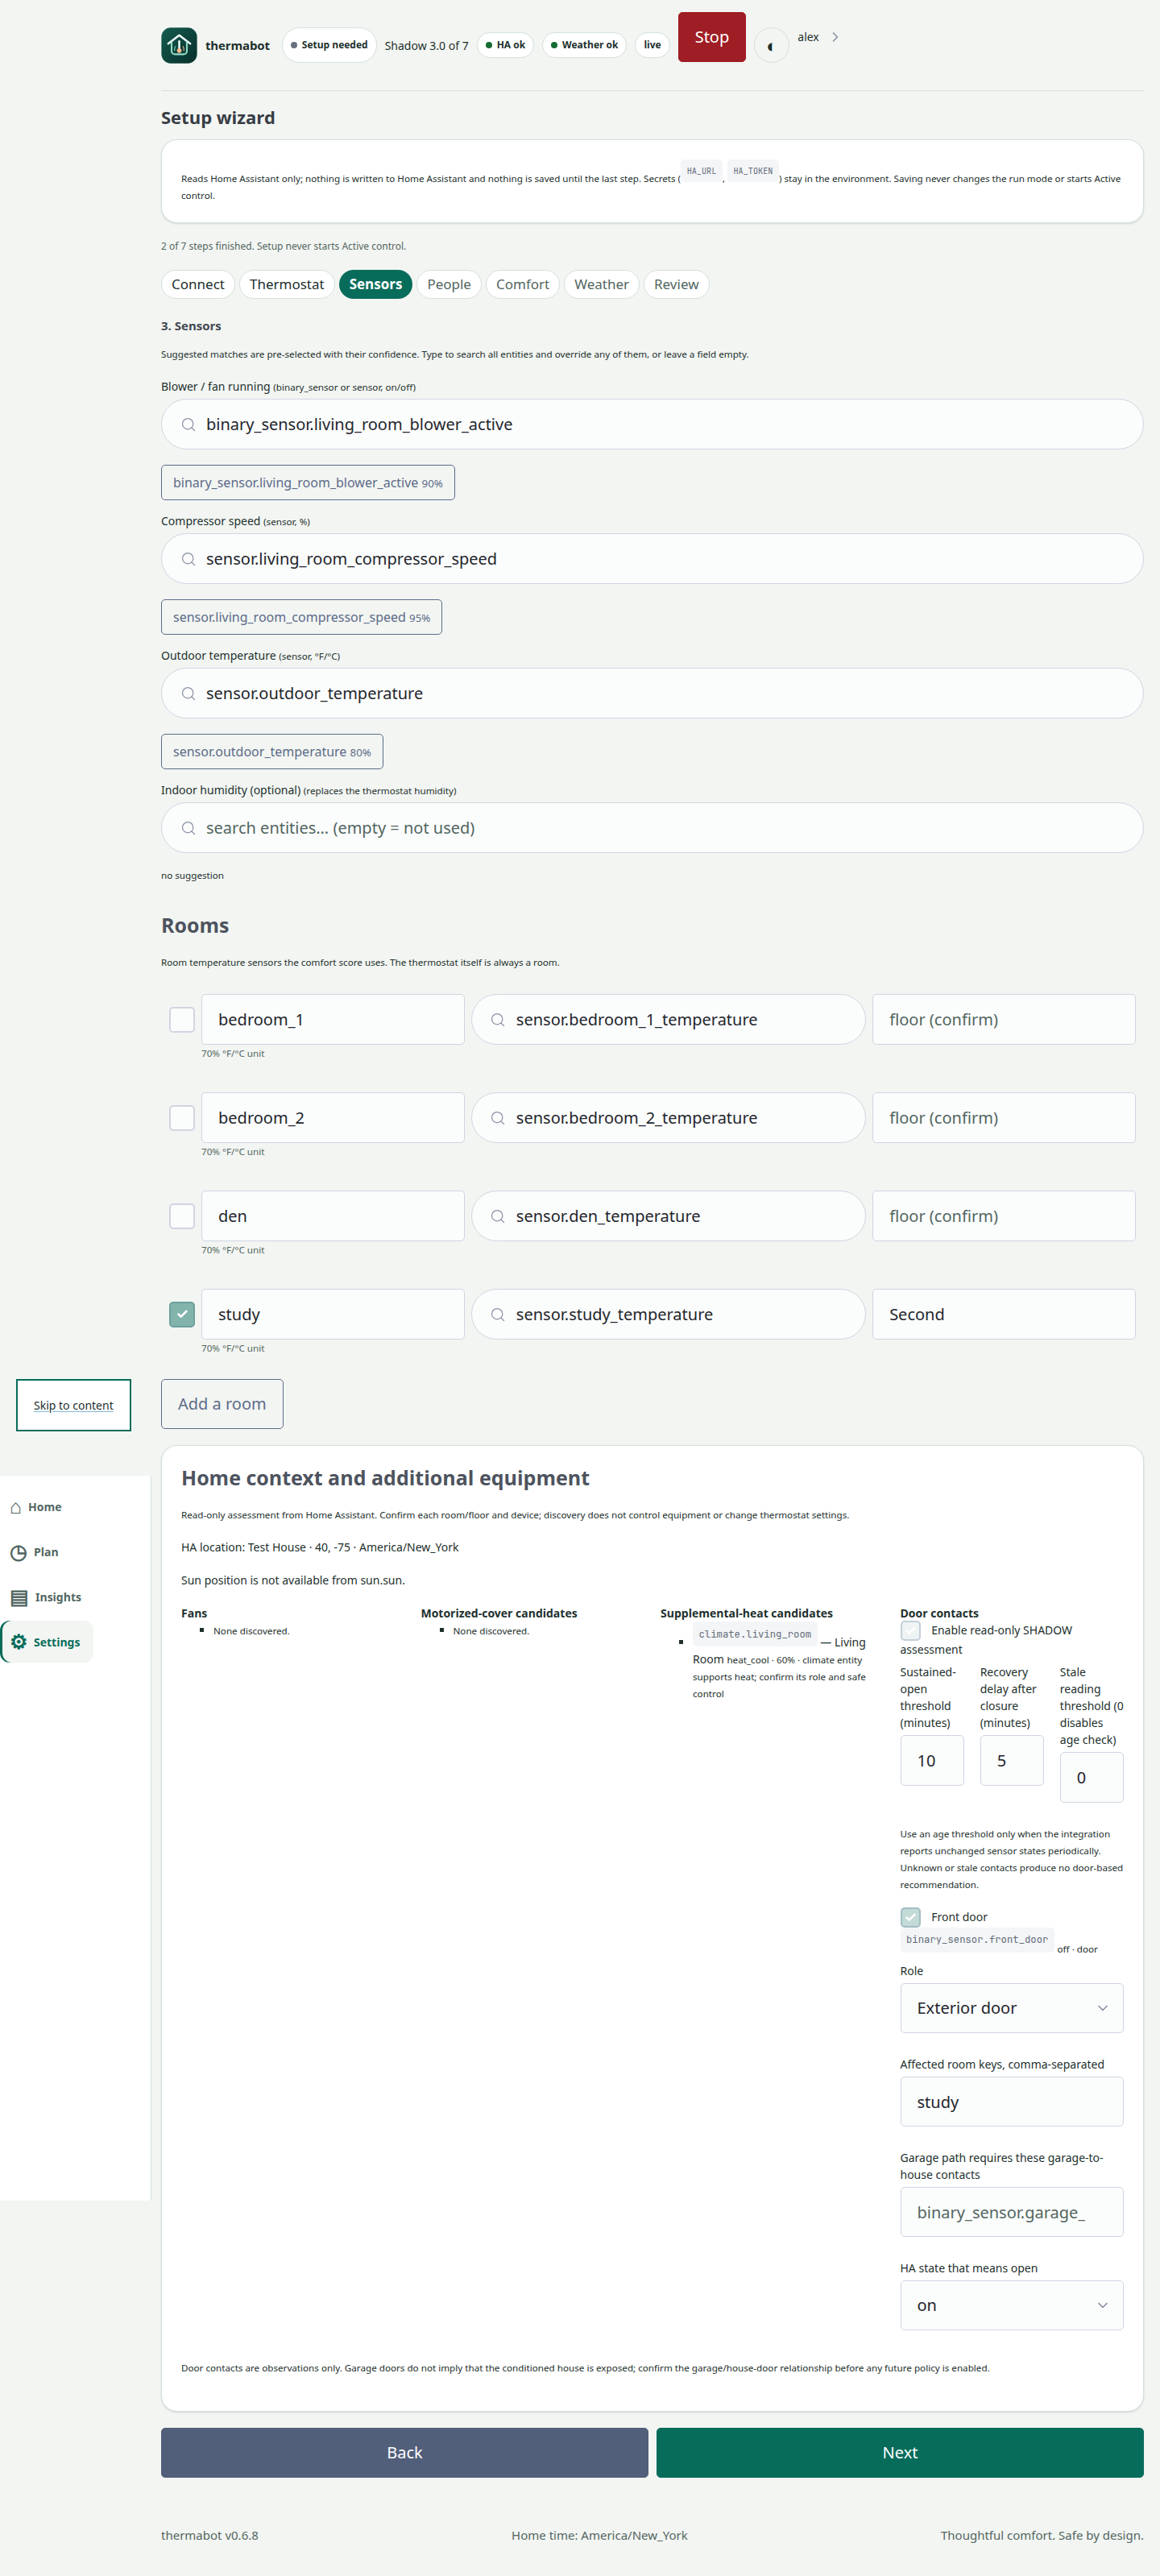 thermabot
Setup needed
Shadow 3.0 of 7
HA ok
Weather ok
live
Stop
alex
Setup wizard
Reads Home Assistant only; nothing is written to Home Assistant and nothing is saved until the last step. Secrets ( HA_URL , HA_TOKEN ) stay in the environment. Saving never changes the run mode or starts Active
control.
2 of 7 steps finished. Setup never starts Active control.
Connect
Thermostat
Sensors
People
Comfort
Weather
Review
3. Sensors
Suggested matches are pre-selected with their confidence. Type to search all entities and override any of them, or leave a field empty.
Blower / fan running (binary_sensor or sensor, on/off)
binary_sensor.living_room_blower_active
binary_sensor.living_room_blower_active 90%
Compressor speed (sensor, %)
sensor.living_room_compressor_speed
sensor.living_room_compressor_speed 95%
Outdoor temperature (sensor, °F/°C)
sensor.outdoor_temperature
sensor.outdoor_temperature 80%
Indoor humidity (optional) (replaces the thermostat humidity)
search entities... (empty = not used)
no suggestion
Rooms
Room temperature sensors the comfort score uses. The thermostat itself is always a room.
bedroom_1
sensor.bedroom_1_temperature
floor (confirm)
70% °F/°C unit
bedroom_2
sensor.bedroom_2_temperature
floor (confirm)
70% °F/°C unit
den
sensor.den_temperature
floor (confirm)
70% °F/°C unit
study
sensor.study_temperature
Second
70% °F/°C unit
Skip to content
Add a room
Home
Plan
Insights
Settings
Home context and additional equipment
Read-only assessment from Home Assistant. Confirm each room/floor and device; discovery does not control equipment or change thermostat settings.
HA location: Test House · 40, -75 · America/New_York
Sun position is not available from sun.sun.
Fans
None discovered.
Motorized-cover candidates
None discovered.
Supplemental-heat candidates
climate.living_room — Living
Room heat_cool · 60% · climate entity
supports heat; confirm its role and safe
control
Door contacts
Enable read-only SHADOW
assessment
Sustained-
open
threshold
(minutes)
10
Recovery
delay after
closure
(minutes)
5
Stale
reading
threshold (0
disables
age check)
0
Use an age threshold only when the integration
reports unchanged sensor states periodically.
Unknown or stale contacts produce no door-based
recommendation.
Front door
binary_sensor.front_door off · door
Role
Exterior door
Affected room keys, comma-separated
study
Garage path requires these garage-to-
house contacts
binary_sensor.garage_
HA state that means open
on
Door contacts are observations only. Garage doors do not imply that the conditioned house is exposed; confirm the garage/house-door relationship before any future policy is enabled.
Back
Next
thermabot v0.6.8
Home time: America/New_York
Thoughtful comfort. Safe by design.